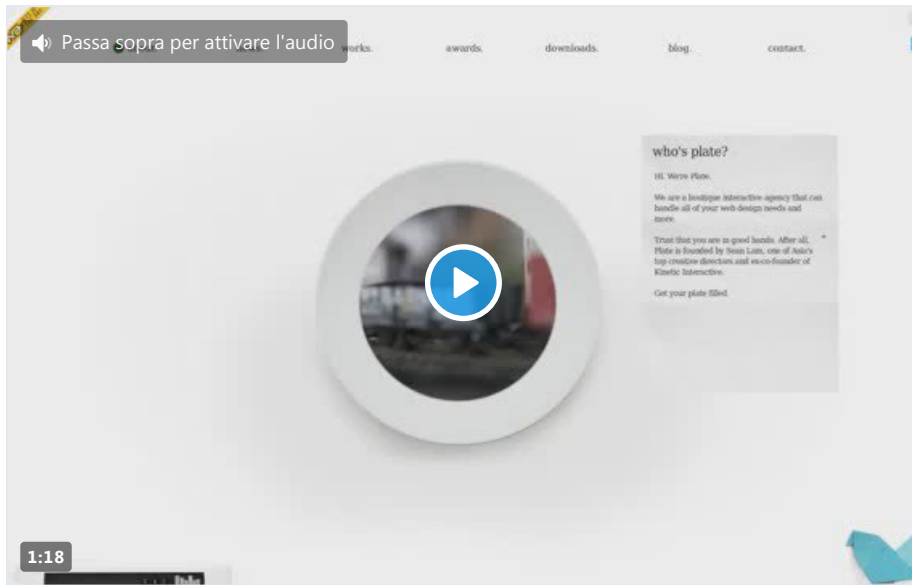 Passa sopra per attivare l'audio
works.
awards.
downloads.
blog.
contact.
who's plate?
Hi. We're Plate.
We are a boutique interactive agency that can
handle all of your web design needs and
more.
Trust that you are in good hands. After all,
Plate is founded by Sean Lam, one of Asia's
top creative directors and ex-co-founder of
Kinetic Interactive.
Get your plate filled.
1:18